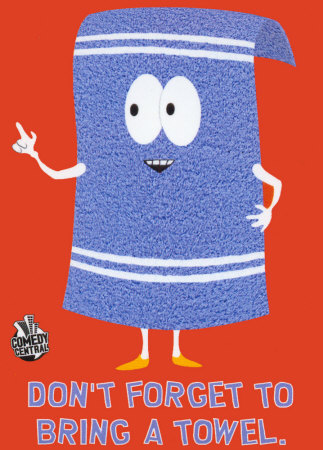 COMEDY
CENTRAL
DON'T FORGET TO
BRING A TOWEL.